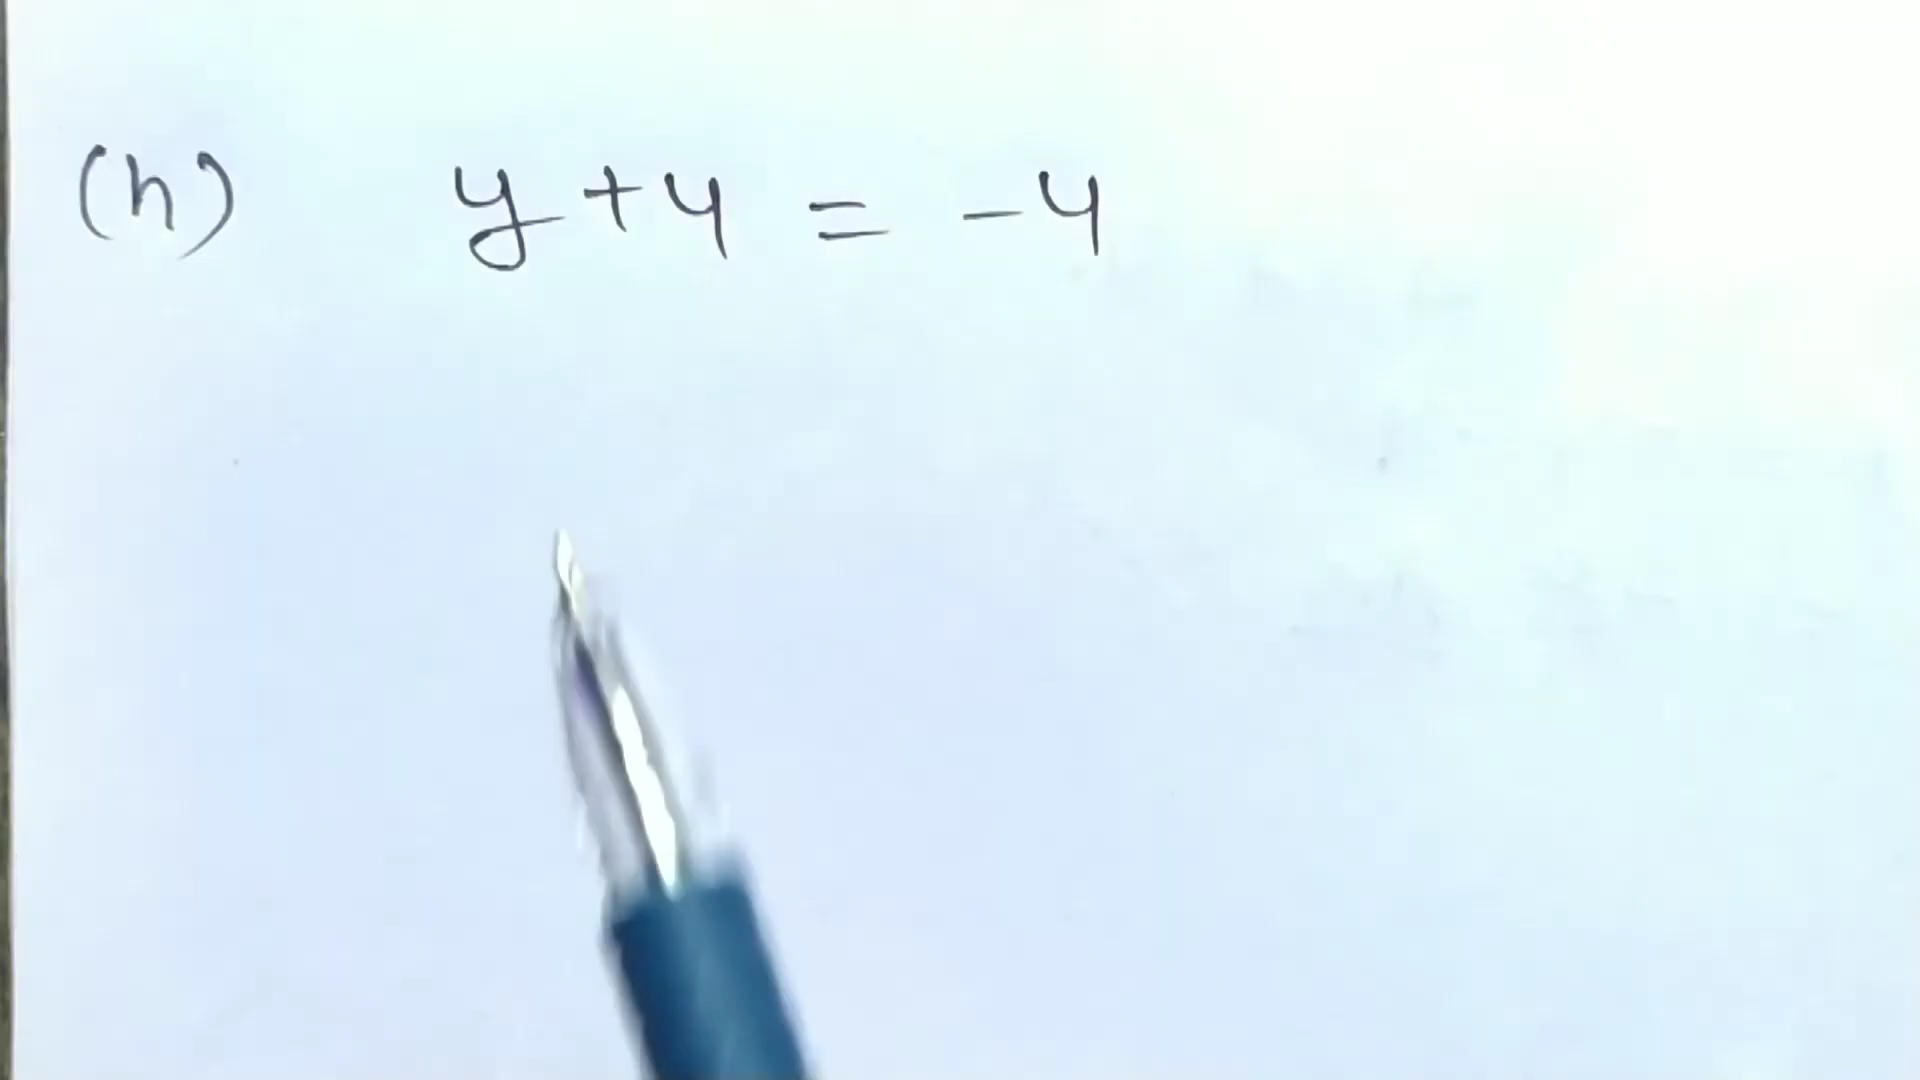 (h) y + 4 = - 4